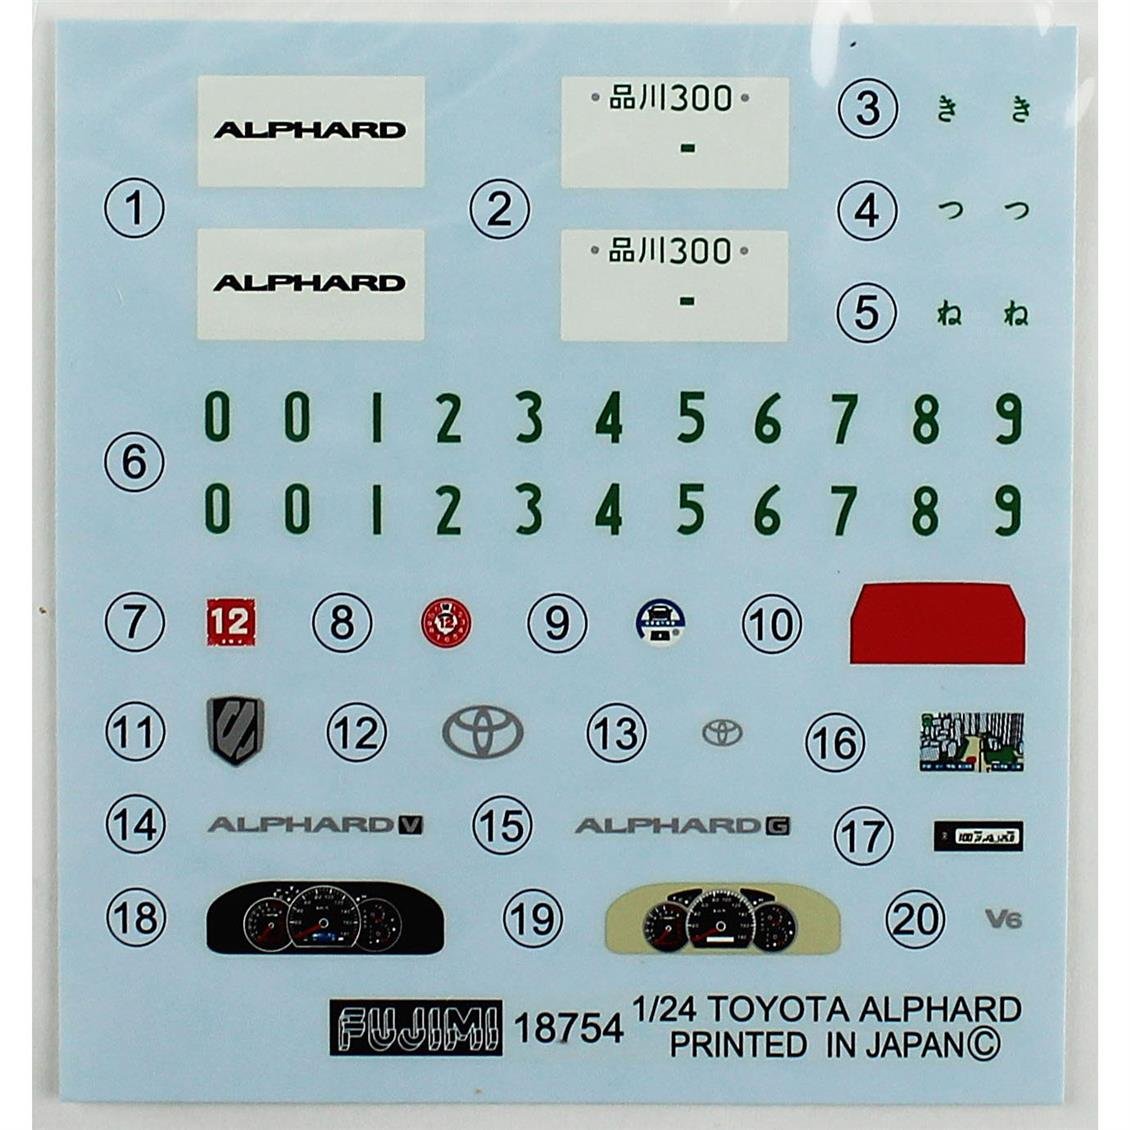 ALPHARD
品川300
-
③ き き
① ②
④ つ つ
ALPHARD
品川300
-
⑤ ね ね
0 0 1 2 3 4 5 6 7 8 9
⑥
0 0 1 2 3 4 5 6 7 8 9
⑦ 12 ⑧ 12 ⑨ ⑩
⑪ ⑫ ⑬ ⑯
⑭ ALPHARD V ⑮ ALPHARD G ⑰
⑱ ⑲ ⑳ V6
FUJIMI 18754 1/24 TOYOTA ALPHARD
PRINTED IN JAPAN©